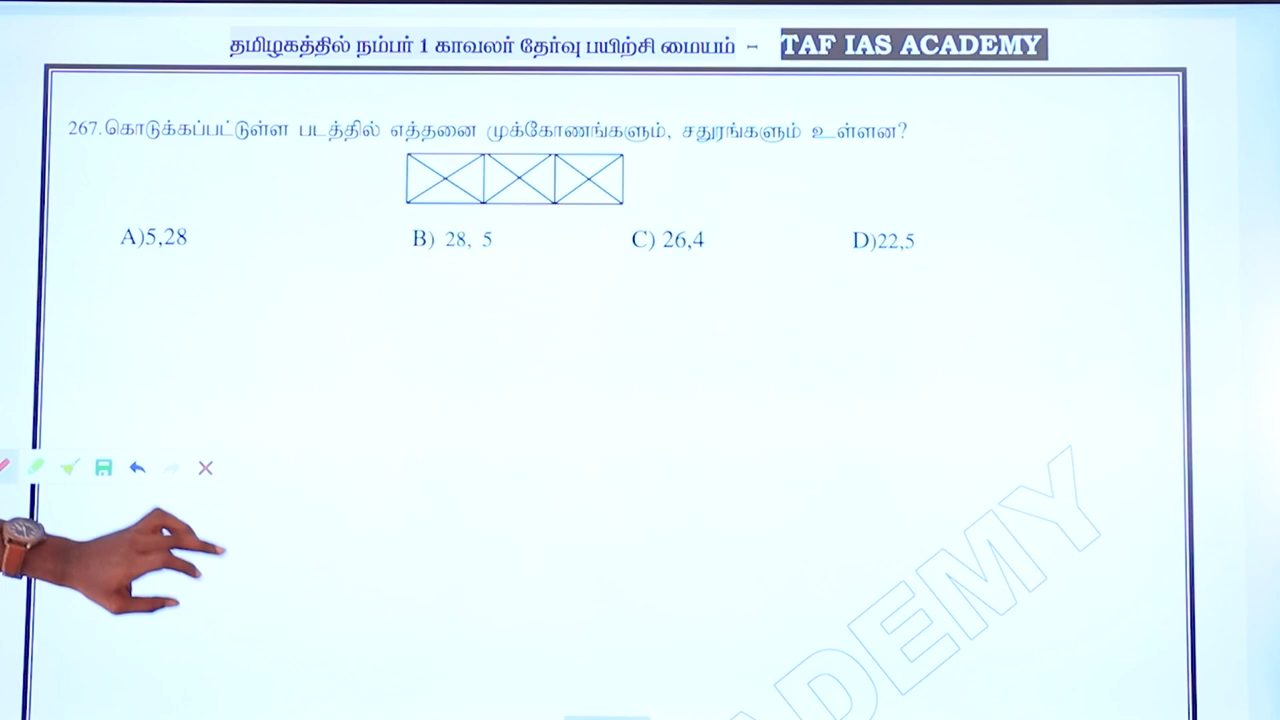 தமிழகத்தில் நம்பர் 1 காவலர் தேர்வு பயிற்சி மையம் – TAF IAS ACADEMY
267.கொடுக்கப்பட்டுள்ள படத்தில் எத்தனை முக்கோணங்களும், சதுரங்களும் உள்ளன?
A)5,28 B) 28, 5 C) 26,4 D)22,5
ADEMY